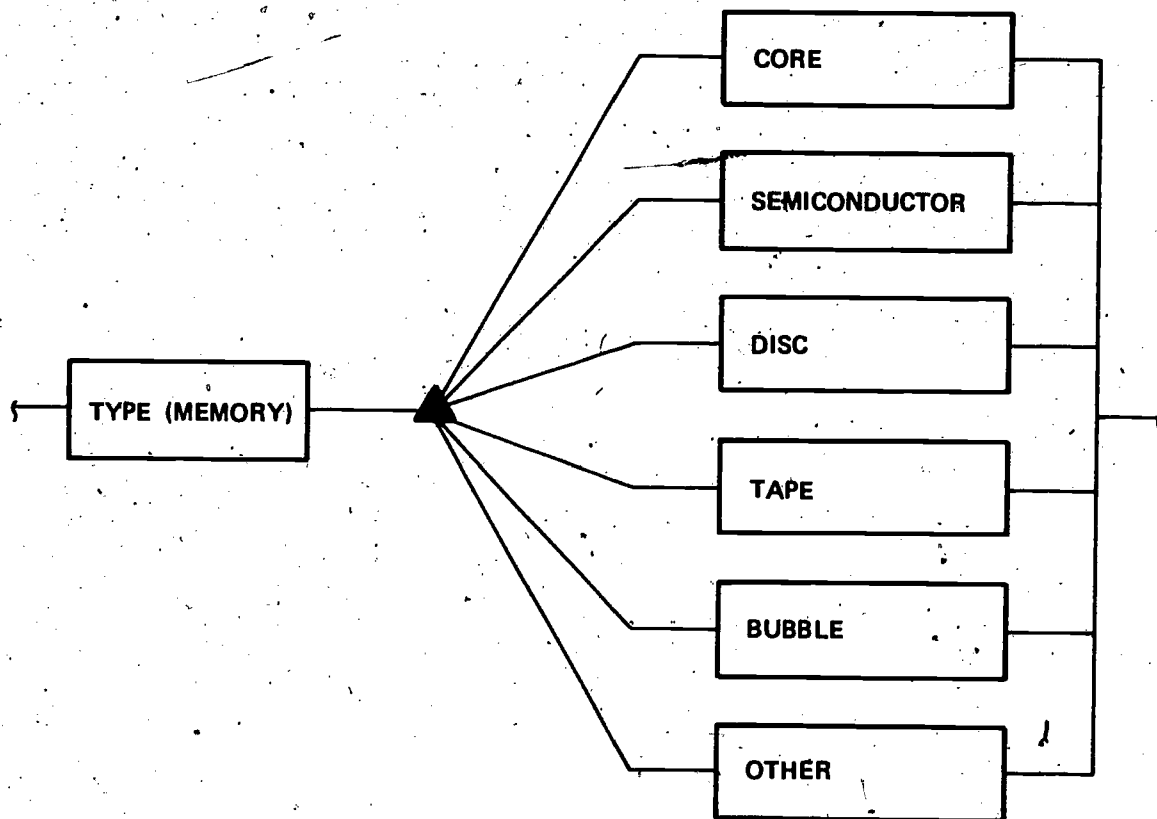 CORE
SEMICONDUCTOR
DISC
TYPE (MEMORY)
TAPE
BUBBLE
OTHER